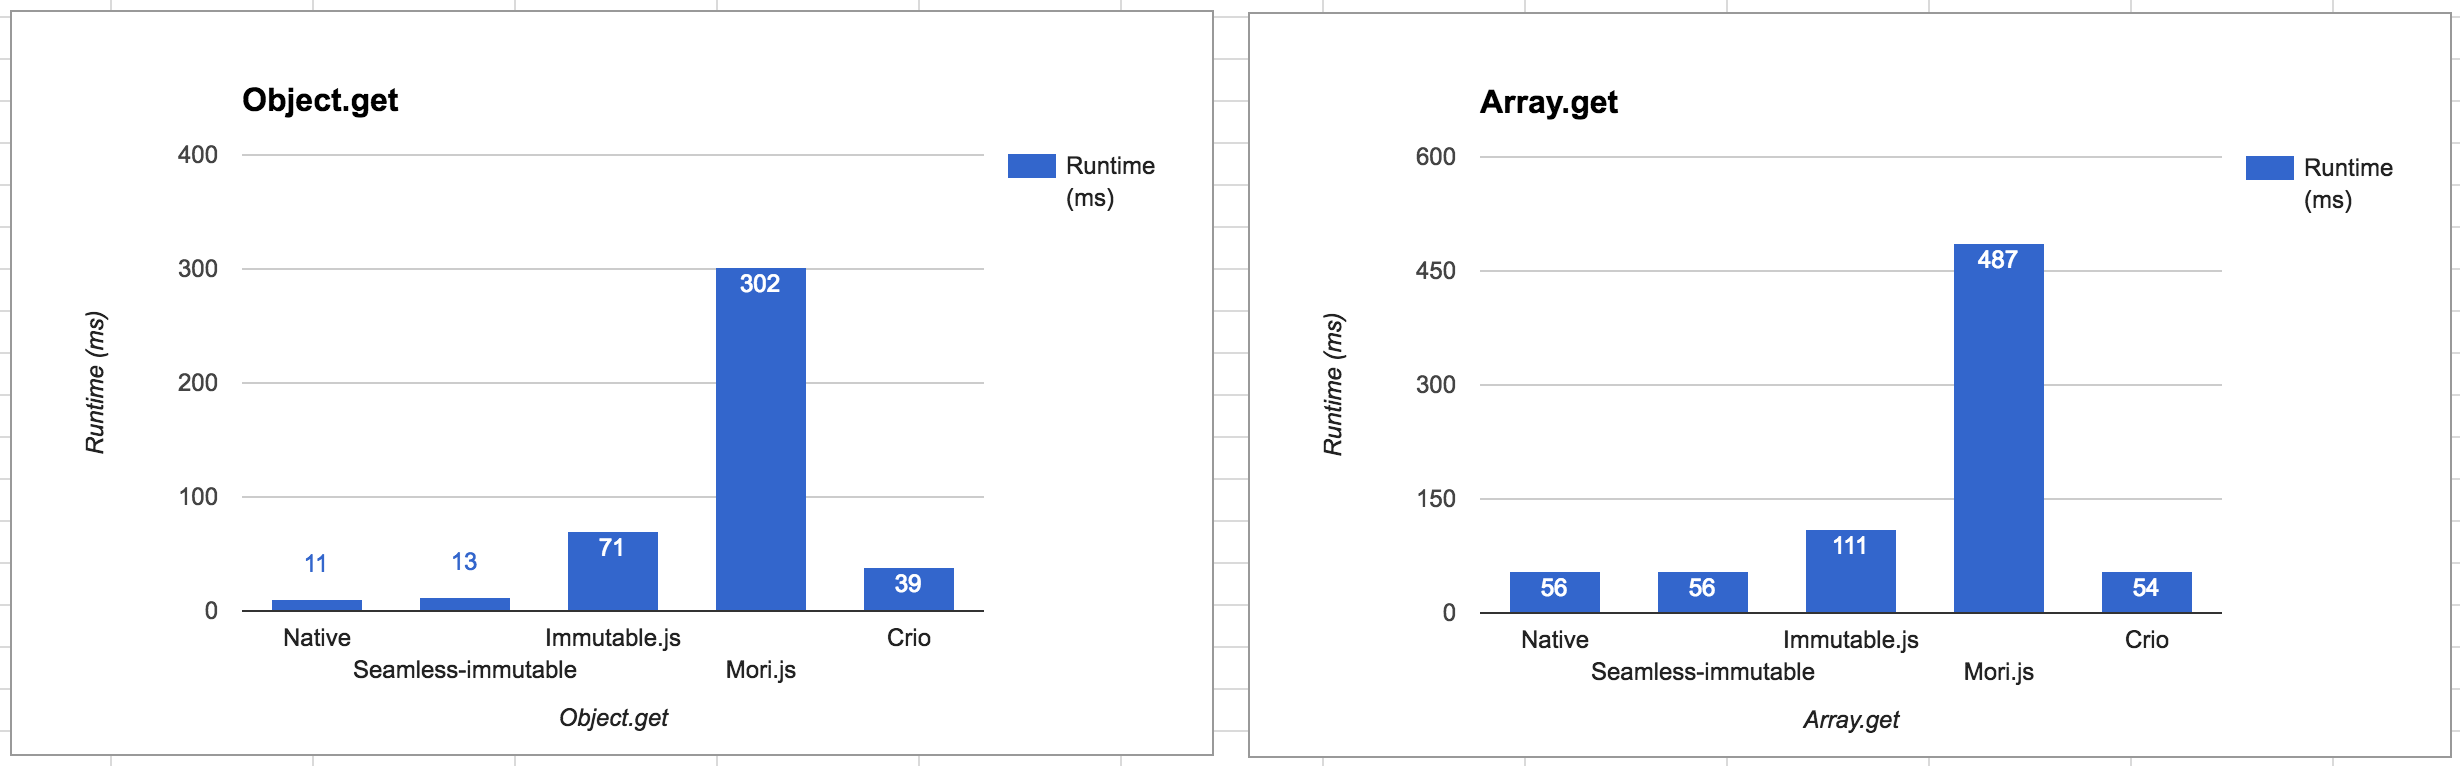 Object.get
400
300
200
100
0
Runtime (ms)
11
13
71
302
39
Native
Seamless-immutable
Immutable.js
Mori.js
Crio
Object.get
Runtime
(ms)
Array.get
600
450
300
150
0
Runtime (ms)
56
56
111
487
54
Native
Seamless-immutable
Immutable.js
Mori.js
Crio
Array.get
Runtime
(ms)